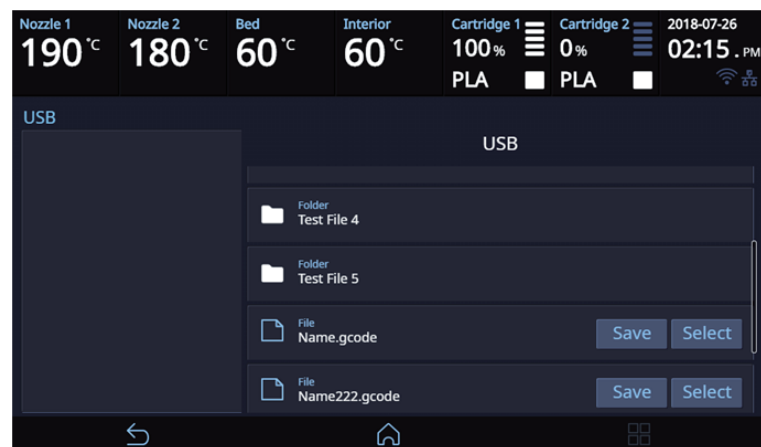 Nozzle 1
190 °C
Nozzle 2
180 °C
Bed
60 °C
Interior
60 °C
Cartridge 1
100 %
PLA
Cartridge 2
0 %
PLA
2018-07-26
02:15 . PM
USB
USB
Folder
Test File 4
Folder
Test File 5
File
Name.gcode
Save Select
File
Name222.gcode
Save Select